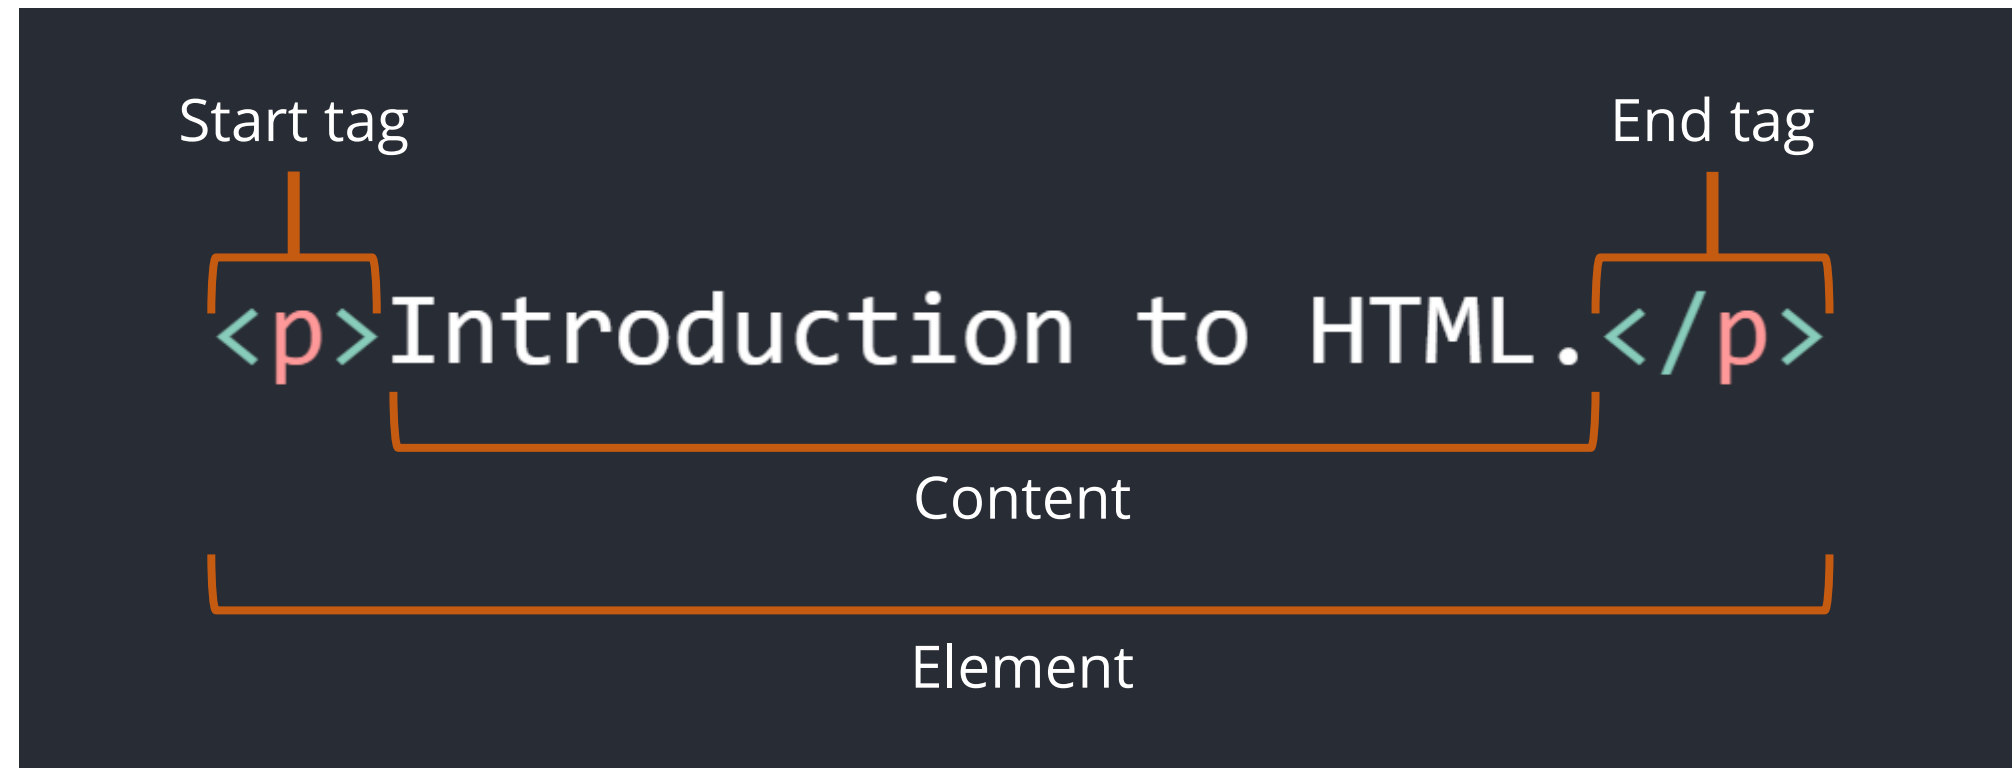 Start tag
End tag
<p>Introduction to HTML.</p>
Content
Element